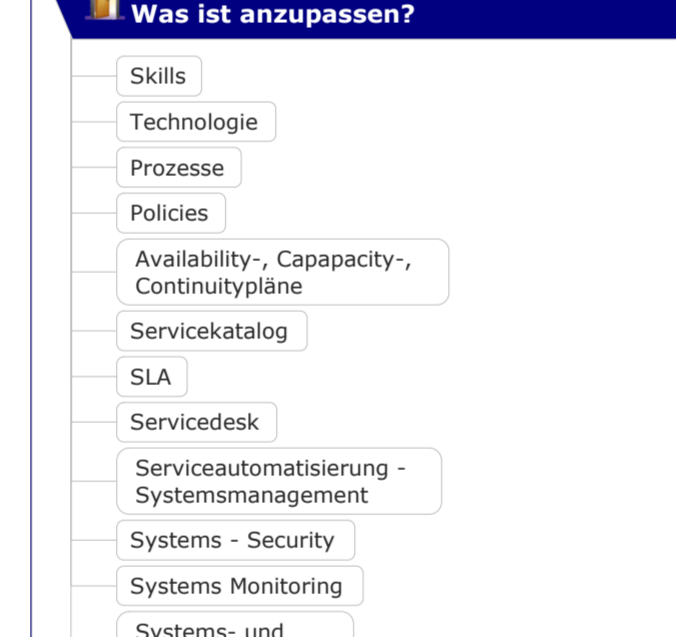 Was ist anzupassen?
Skills
Technologie
Prozesse
Policies
Availability-, Capapacity-,
Continuitypläne
Servicekatalog
SLA
Servicedesk
Serviceautomatisierung -
Systemsmanagement
Systems - Security
Systems Monitoring
Systems- und